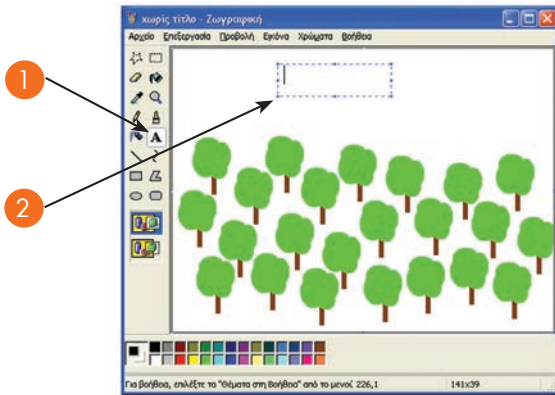 χωρίς τίτλο - Ζωγραφική
Αρχείο Επεξεργασία Προβολή Εικόνα Χρώματα Βοήθεια
1
A
2
Για βοήθεια, επιλέξτε το "Θέματα στη Βοήθεια" από το μενού 226,1 141x39